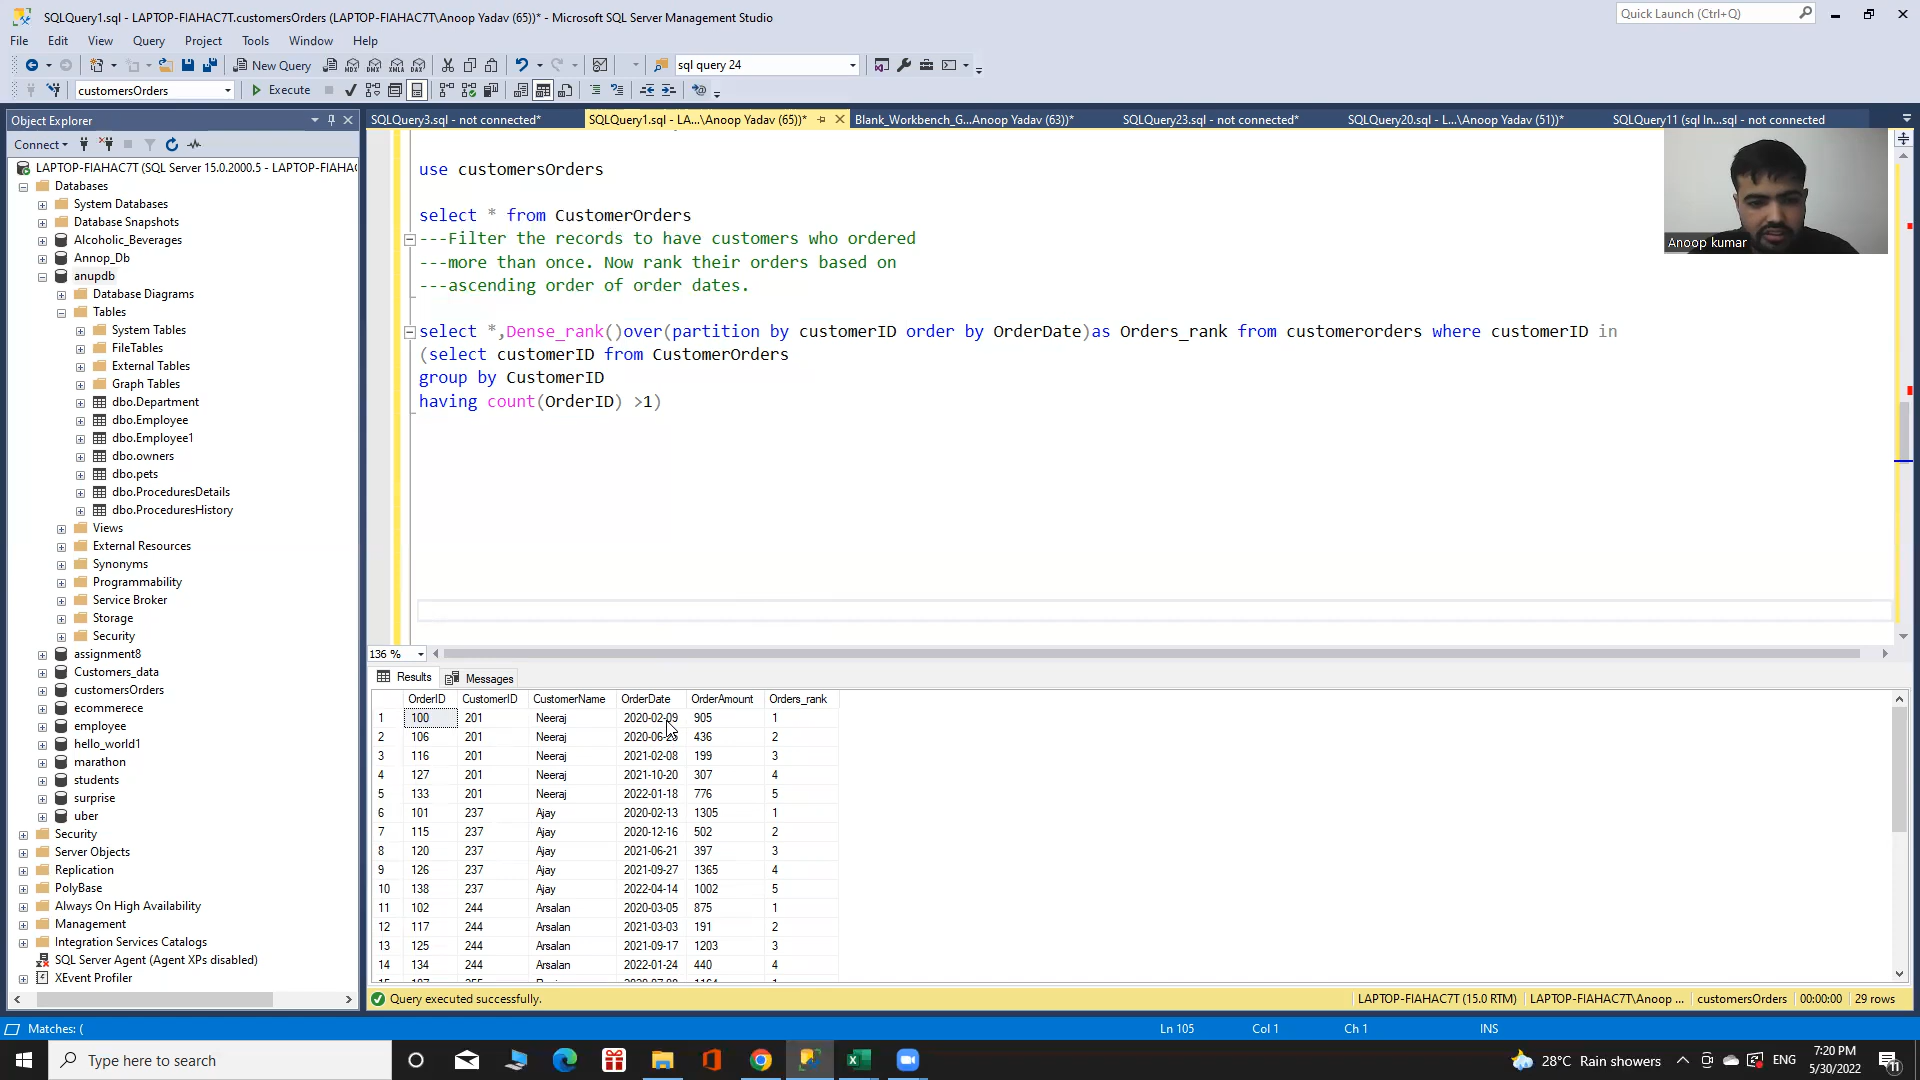 SQLQuery1.sql - LAPTOP-FIAHAC7T.customersOrders (LAPTOP-FIAHAC7T\Anoop Yadav (65))* - Microsoft SQL Server Management Studio
Quick Launch (Ctrl+Q)
File Edit View Query Project Tools Window Help
New Query
sql query 24
customersOrders
Execute
Object Explorer
SQLQuery3.sql - not connected*
SQLQuery1.sql - LA...\Anoop Yadav (65))*
Blank_Workbench_G...Anoop Yadav (63))*
SQLQuery23.sql - not connected*
SQLQuery20.sql - L...\Anoop Yadav (51))*
SQLQuery11 (sql In...sql - not connected
Connect
LAPTOP-FIAHAC7T (SQL Server 15.0.2000.5 - LAPTOP-FIAHAC
Databases
System Databases
Database Snapshots
Alcoholic_Beverages
Annop_Db
anupdb
Database Diagrams
Tables
System Tables
FileTables
External Tables
Graph Tables
dbo.Department
dbo.Employee
dbo.Employee1
dbo.owners
dbo.pets
dbo.ProceduresDetails
dbo.ProceduresHistory
Views
External Resources
Synonyms
Programmability
Service Broker
Storage
Security
assignment8
Customers_data
customersOrders
ecommerece
employee
hello_world1
marathon
students
surprise
uber
Security
Server Objects
Replication
PolyBase
Always On High Availability
Management
Integration Services Catalogs
SQL Server Agent (Agent XPs disabled)
XEvent Profiler
use customersOrders
select * from CustomerOrders
---Filter the records to have customers who ordered
---more than once. Now rank their orders based on
---ascending order of order dates.
select *,Dense_rank()over(partition by customerID order by OrderDate)as Orders_rank from customerorders where customerID in
(select customerID from CustomerOrders
group by CustomerID
having count(OrderID) >1)
Anoop kumar
136 %
Results Messages
OrderID CustomerID CustomerName OrderDate OrderAmount Orders_rank
1 100 201 Neeraj 2020-02-09 905 1
2 106 201 Neeraj 2020-06- 436 2
3 116 201 Neeraj 2021-02-08 199 3
4 127 201 Neeraj 2021-10-20 307 4
5 133 201 Neeraj 2022-01-18 776 5
6 101 237 Ajay 2020-02-13 1305 1
7 115 237 Ajay 2020-12-16 502 2
8 120 237 Ajay 2021-06-21 397 3
9 126 237 Ajay 2021-09-27 1365 4
10 138 237 Ajay 2022-04-14 1002 5
11 102 244 Arsalan 2020-03-05 875 1
12 117 244 Arsalan 2021-03-03 191 2
13 125 244 Arsalan 2021-09-17 1203 3
14 134 244 Arsalan 2022-01-24 440 4
Query executed successfully.
LAPTOP-FIAHAC7T (15.0 RTM) LAPTOP-FIAHAC7T\Anoop ... customersOrders 00:00:00 29 rows
Matches: (
Ln 105 Col 1 Ch 1 INS
Type here to search
28°C Rain showers
ENG
7:20 PM
5/30/2022
11